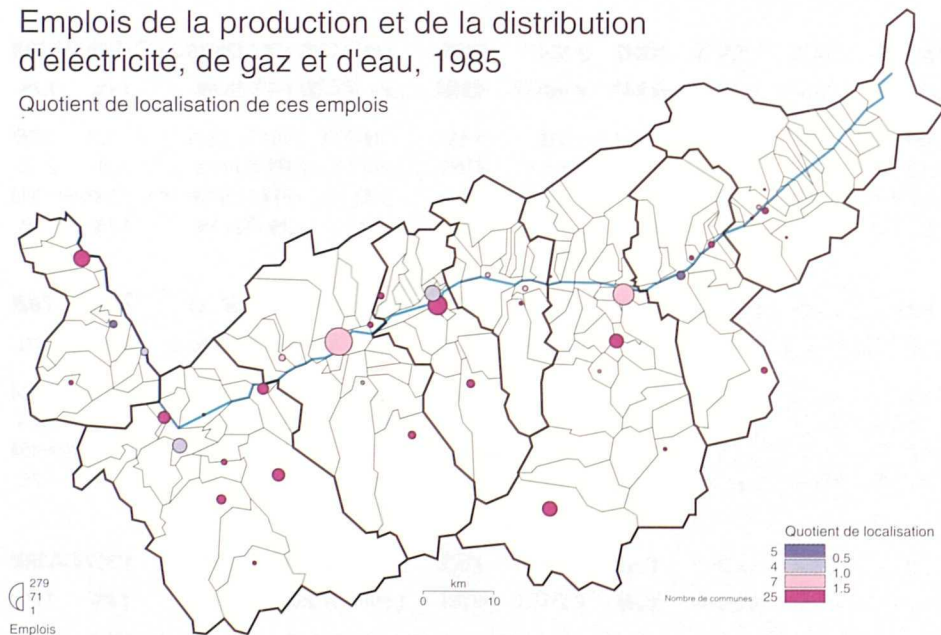 Emplois de la production et de la distribution
d'éléctricité, de gaz et d'eau, 1985
Quotient de localisation de ces emplois
Quotient de localisation
5
0.5
4
1.0
7
1.5
Nombre de communes: 25
279
71
1
Emplois
km
0 10